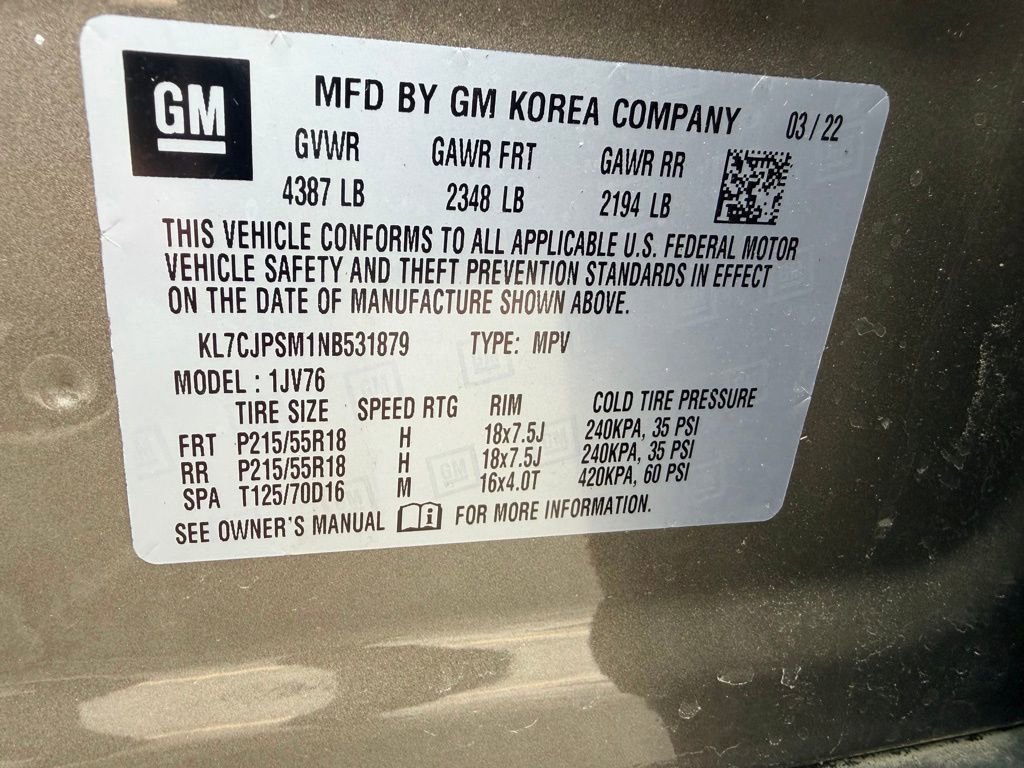 GM MFD BY GM KOREA COMPANY 03/22
GVWR GAWR FRT GAWR RR
4387 LB 2348 LB 2194 LB
THIS VEHICLE CONFORMS TO ALL APPLICABLE U.S. FEDERAL MOTOR
VEHICLE SAFETY AND THEFT PREVENTION STANDARDS IN EFFECT
ON THE DATE OF MANUFACTURE SHOWN ABOVE.
KL7CJPSM1NB531879 TYPE: MPV
MODEL : 1JV76
TIRE SIZE SPEED RTG RIM COLD TIRE PRESSURE
FRT P215/55R18 H 18x7.5J 240KPA, 35 PSI
RR P215/55R18 H 18x7.5J 240KPA, 35 PSI
SPA T125/70D16 M 16x4.0T 420KPA, 60 PSI
SEE OWNER'S MANUAL FOR MORE INFORMATION.